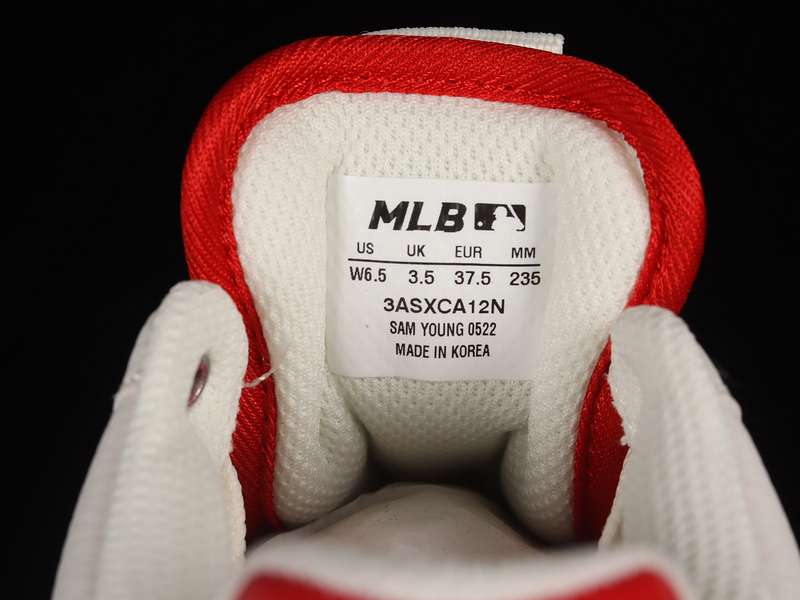 MLB
US UK EUR MM
W6.5 3.5 37.5 235
3ASXCA12N
SAM YOUNG 0522
MADE IN KOREA